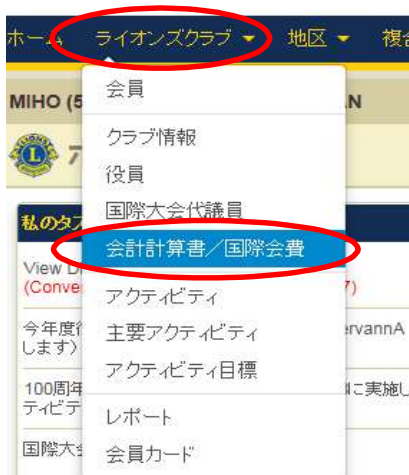 ホーム ライオンズクラブ 地区 複合
MIHO (5
会員
クラブ情報
役員
国際大会代議員
私のタス
会計計算書／国際会費
View Di
(Conve 7)
アクティビティ
今年度 ervannA
主要アクティビティ
します）
アクティビティ目標
100周年 に実施し
ティビテ
レポート
国際大会
会員カード